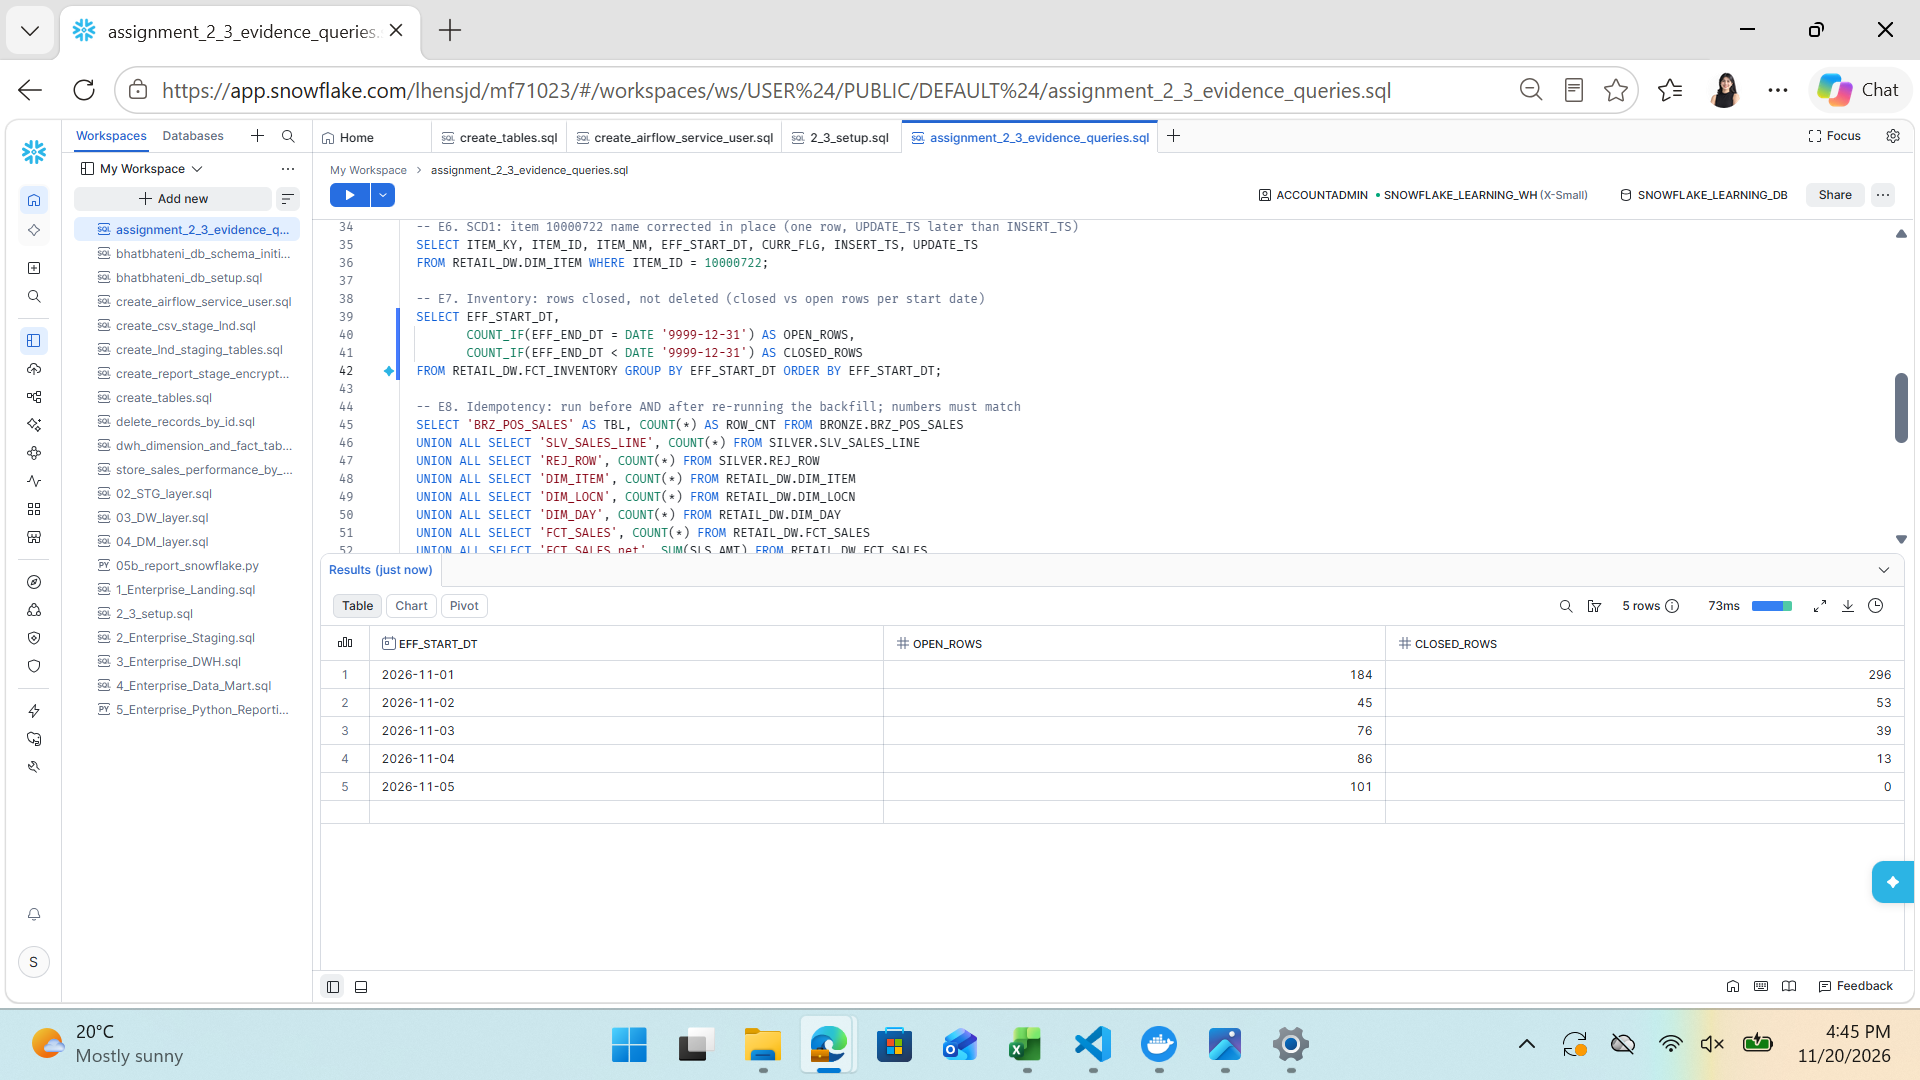 assignment_2_3_evidence_queries.
https://app.snowflake.com/lhensjd/mf71023/#/workspaces/ws/USER%24/PUBLIC/DEFAULT%24/assignment_2_3_evidence_queries.sql
Chat
Workspaces
Databases
Home
create_tables.sql
create_airflow_service_user.sql
2_3_setup.sql
assignment_2_3_evidence_queries.sql
Focus
My Workspace
My Workspace > assignment_2_3_evidence_queries.sql
Add new
ACCOUNTADMIN
SNOWFLAKE_LEARNING_WH (X-Small)
SNOWFLAKE_LEARNING_DB
Share
assignment_2_3_evidence_q...
bhatbhateni_db_schema_initi...
bhatbhateni_db_setup.sql
create_airflow_service_user.sql
create_csv_stage_lnd.sql
create_lnd_staging_tables.sql
create_report_stage_encrypt...
create_tables.sql
delete_records_by_id.sql
dwh_dimension_and_fact_tab...
store_sales_performance_by_...
02_STG_layer.sql
03_DW_layer.sql
04_DM_layer.sql
PY 05b_report_snowflake.py
1_Enterprise_Landing.sql
2_3_setup.sql
2_Enterprise_Staging.sql
3_Enterprise_DWH.sql
4_Enterprise_Data_Mart.sql
PY 5_Enterprise_Python_Reporti...
S
34 -- E6. SCD1: item 10000722 name corrected in place (one row, UPDATE_TS later than INSERT_TS)
35 SELECT ITEM_KY, ITEM_ID, ITEM_NM, EFF_START_DT, CURR_FLG, INSERT_TS, UPDATE_TS
36 FROM RETAIL_DW.DIM_ITEM WHERE ITEM_ID = 10000722;
37
38 -- E7. Inventory: rows closed, not deleted (closed vs open rows per start date)
39 SELECT EFF_START_DT,
40 COUNT_IF(EFF_END_DT = DATE '9999-12-31') AS OPEN_ROWS,
41 COUNT_IF(EFF_END_DT < DATE '9999-12-31') AS CLOSED_ROWS
42 FROM RETAIL_DW.FCT_INVENTORY GROUP BY EFF_START_DT ORDER BY EFF_START_DT;
43
44 -- E8. Idempotency: run before AND after re-running the backfill; numbers must match
45 SELECT 'BRZ_POS_SALES' AS TBL, COUNT(*) AS ROW_CNT FROM BRONZE.BRZ_POS_SALES
46 UNION ALL SELECT 'SLV_SALES_LINE', COUNT(*) FROM SILVER.SLV_SALES_LINE
47 UNION ALL SELECT 'REJ_ROW', COUNT(*) FROM SILVER.REJ_ROW
48 UNION ALL SELECT 'DIM_ITEM', COUNT(*) FROM RETAIL_DW.DIM_ITEM
49 UNION ALL SELECT 'DIM_LOCN', COUNT(*) FROM RETAIL_DW.DIM_LOCN
50 UNION ALL SELECT 'DIM_DAY', COUNT(*) FROM RETAIL_DW.DIM_DAY
51 UNION ALL SELECT 'FCT_SALES', COUNT(*) FROM RETAIL_DW.FCT_SALES
52 UNION ALL SELECT 'FCT_SALES net', SUM(SLS_AMT) FROM RETAIL_DW.FCT_SALES
Results (just now)
Table
Chart
Pivot
5 rows
73ms
EFF_START_DT OPEN_ROWS CLOSED_ROWS
1 2026-11-01 184 296
2 2026-11-02 45 53
3 2026-11-03 76 39
4 2026-11-04 86 13
5 2026-11-05 101 0
Feedback
20°C
Mostly sunny
4:45 PM
11/20/2026